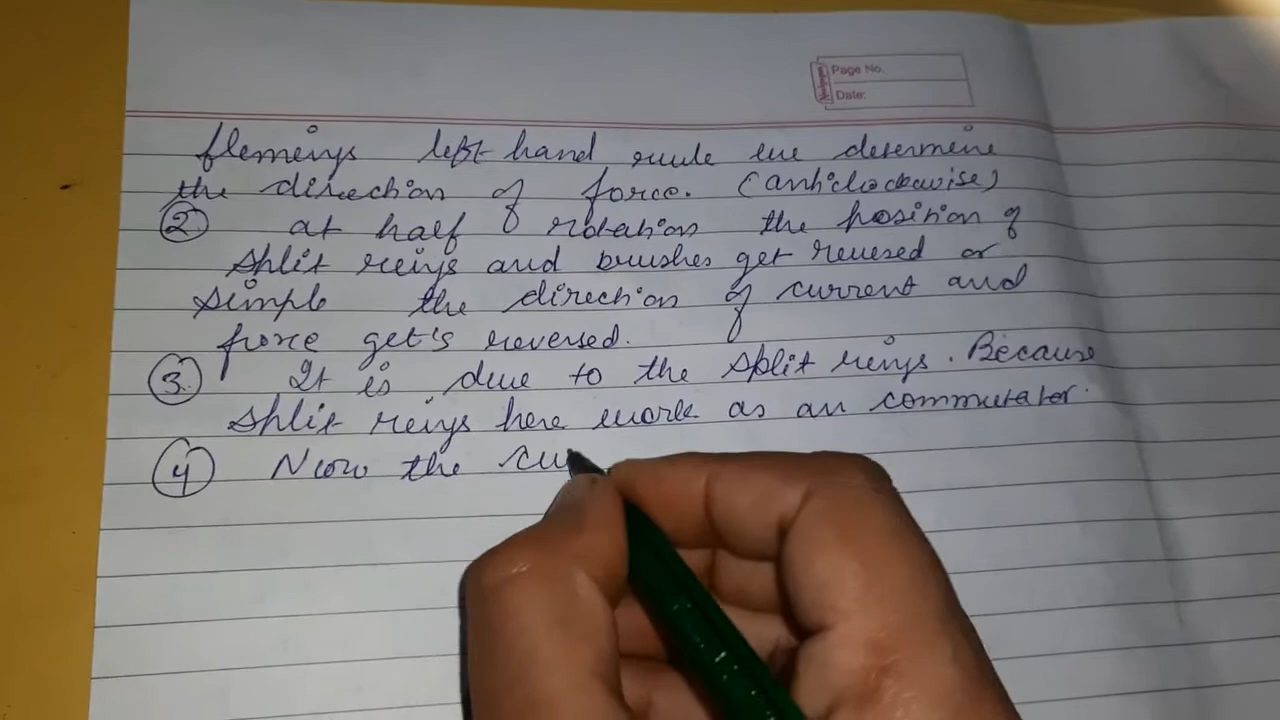 Page No.
Date:
flemings left hand rule we determine
the direction of force. (anticlockwise)
② at half rotation the position of
split rings and brushes get revesed or
simple the direction of current and
force get's reversed.
③ It is due to the split rings. Because
split rings here work as an commutator.
④ Now the cu